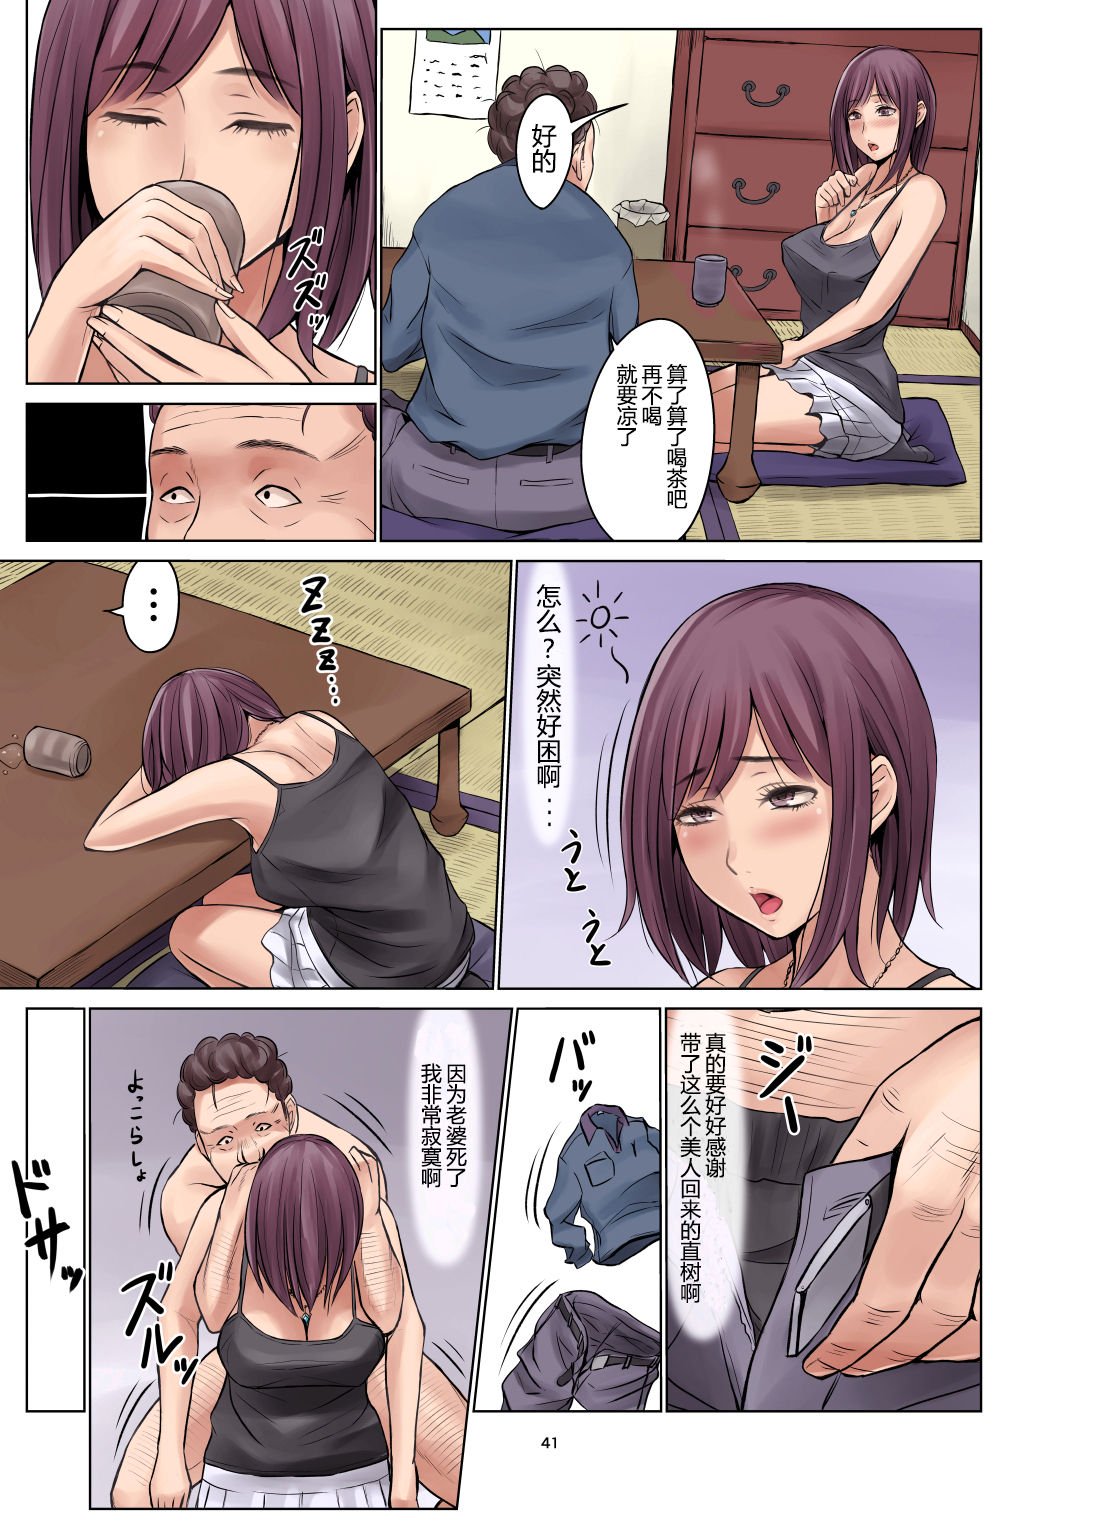 好的
算了算了喝茶吧
再不喝
就要凉了
ズズズッ
怎么？突然好困啊...
うとうと
zzz...
...
真的要好好感谢
带了这么个美人回来的直树啊
ジー
バッ
因为老婆死了
我非常寂寞啊
よっこらしょ
ズルッ
ドサッ
41